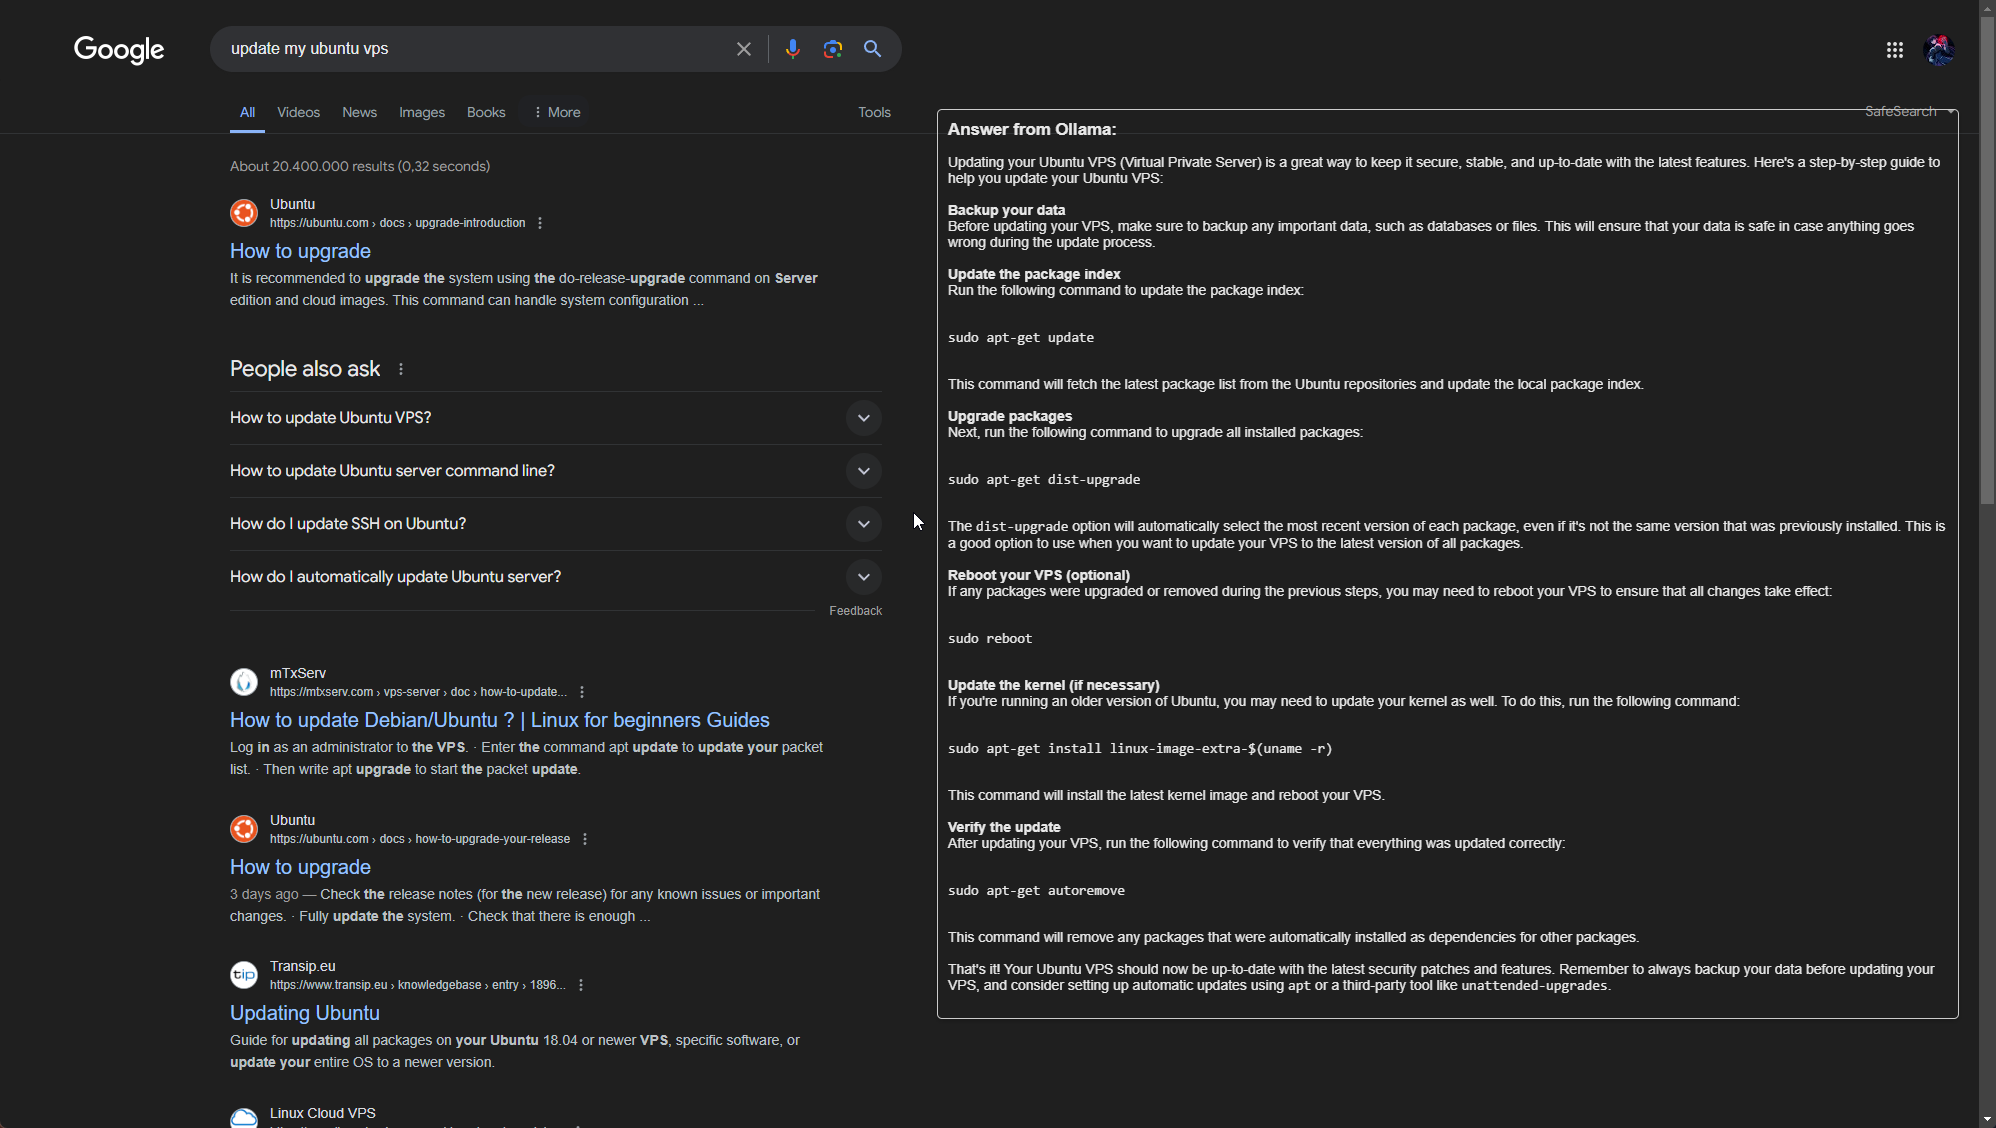 Google
update my ubuntu vps
All
Videos
News
Images
Books
More
Tools
SafeSearch
About 20.400.000 results (0,32 seconds)
Ubuntu
https://ubuntu.com › docs › upgrade-introduction
How to upgrade
It is recommended to upgrade the system using the do-release-upgrade command on Server
edition and cloud images. This command can handle system configuration ...
People also ask
How to update Ubuntu VPS?
How to update Ubuntu server command line?
How do I update SSH on Ubuntu?
How do I automatically update Ubuntu server?
Feedback
mTxServ
https://mtxserv.com › vps-server › doc › how-to-update...
How to update Debian/Ubuntu ? | Linux for beginners Guides
Log in as an administrator to the VPS. · Enter the command apt update to update your packet
list. · Then write apt upgrade to start the packet update.
Ubuntu
https://ubuntu.com › docs › how-to-upgrade-your-release
How to upgrade
3 days ago — Check the release notes (for the new release) for any known issues or important
changes. · Fully update the system. · Check that there is enough ...
tip
Transip.eu
https://www.transip.eu › knowledgebase › entry › 1896...
Updating Ubuntu
Guide for updating all packages on your Ubuntu 18.04 or newer VPS, specific software, or
update your entire OS to a newer version.
Linux Cloud VPS
Answer from Ollama:
Updating your Ubuntu VPS (Virtual Private Server) is a great way to keep it secure, stable, and up-to-date with the latest features. Here's a step-by-step guide to
help you update your Ubuntu VPS:
Backup your data
Before updating your VPS, make sure to backup any important data, such as databases or files. This will ensure that your data is safe in case anything goes
wrong during the update process.
Update the package index
Run the following command to update the package index:
sudo apt-get update
This command will fetch the latest package list from the Ubuntu repositories and update the local package index.
Upgrade packages
Next, run the following command to upgrade all installed packages:
sudo apt-get dist-upgrade
The dist-upgrade option will automatically select the most recent version of each package, even if it's not the same version that was previously installed. This is
a good option to use when you want to update your VPS to the latest version of all packages.
Reboot your VPS (optional)
If any packages were upgraded or removed during the previous steps, you may need to reboot your VPS to ensure that all changes take effect:
sudo reboot
Update the kernel (if necessary)
If you're running an older version of Ubuntu, you may need to update your kernel as well. To do this, run the following command:
sudo apt-get install linux-image-extra-$(uname -r)
This command will install the latest kernel image and reboot your VPS.
Verify the update
After updating your VPS, run the following command to verify that everything was updated correctly:
sudo apt-get autoremove
This command will remove any packages that were automatically installed as dependencies for other packages.
That's it! Your Ubuntu VPS should now be up-to-date with the latest security patches and features. Remember to always backup your data before updating your
VPS, and consider setting up automatic updates using apt or a third-party tool like unattended-upgrades.